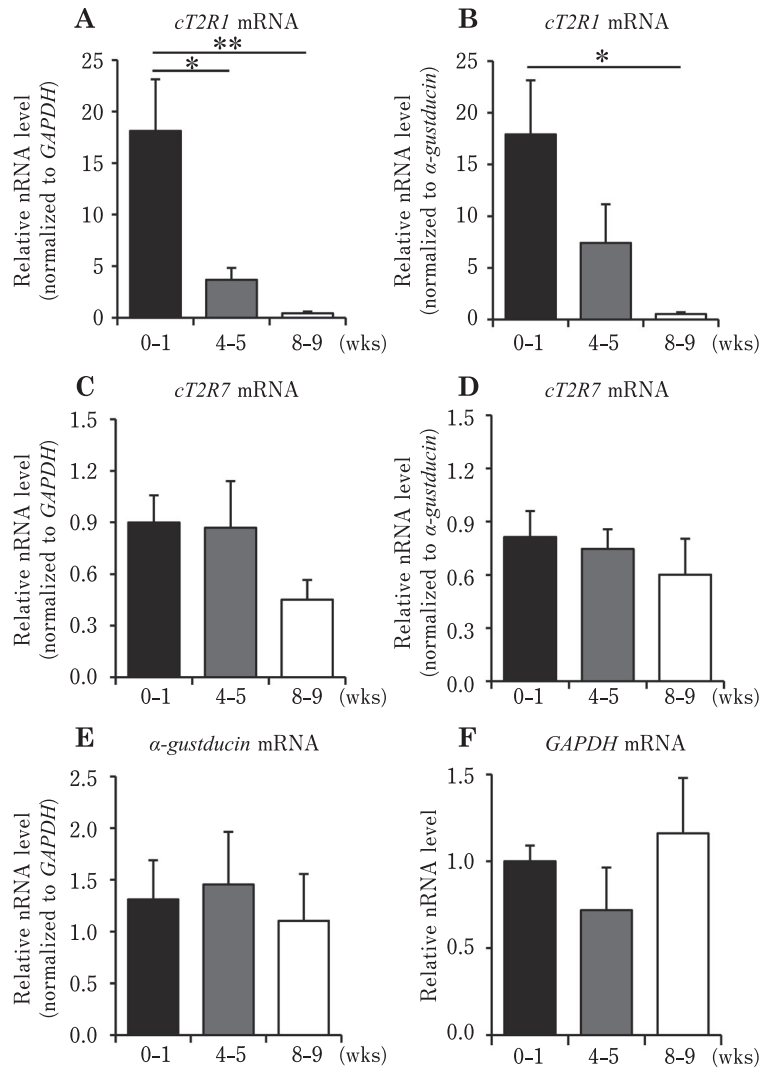 A
cT2R1 mRNA
Relative nRNA level
(normalized to GAPDH)
25
20
15
10
5
0
**
*
0–1 4–5 8–9 (wks)
B
cT2R1 mRNA
Relative nRNA level
(normalized to α-gustducin)
25
20
15
10
5
0
*
0–1 4–5 8–9 (wks)
C
cT2R7 mRNA
Relative nRNA level
(normalized to GAPDH)
1.5
1.2
0.9
0.6
0.3
0.0
0–1 4–5 8–9 (wks)
D
cT2R7 mRNA
Relative nRNA level
(normalized to α-gustducin)
1.5
1.2
0.9
0.6
0.3
0.0
0–1 4–5 8–9 (wks)
E
α-gustducin mRNA
Relative nRNA level
(normalized to GAPDH)
2.5
2.0
1.5
1.0
0.5
0.0
0–1 4–5 8–9 (wks)
F
GAPDH mRNA
Relative nRNA level
1.5
1.0
0.5
0.0
0–1 4–5 8–9 (wks)